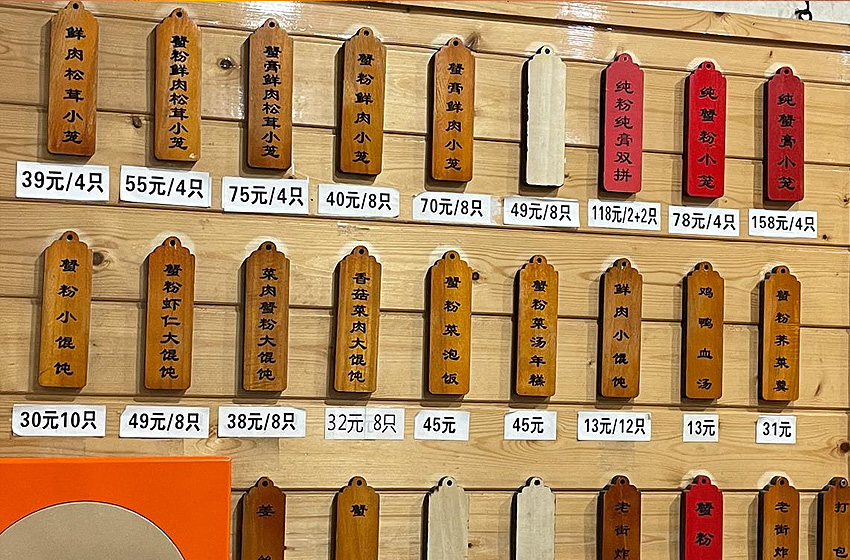 鲜肉松茸小笼
蟹粉鲜肉松茸小笼
蟹膏鲜肉松茸小笼
蟹粉鲜肉小笼
蟹膏鲜肉小笼
纯粉纯膏双拼
纯蟹粉小笼
纯蟹膏小笼
39元/4只
55元/4只
75元/4只
40元/8只
70元/8只
49元/8只
118元/2+2只
78元/4只
158元/4只
蟹粉小馄饨
蟹粉虾仁大馄饨
菜肉蟹粉大馄饨
香菇菜肉大馄饨
蟹粉菜泡饭
蟹粉菜汤年糕
鲜肉小馄饨
鸡鸭血汤
蟹粉荠菜羹
30元10只
49元/8只
38元/8只
32元 8只
45元
45元
13元/12只
13元
31元
姜
蟹
老街炸
蟹粉
老街炸
打包